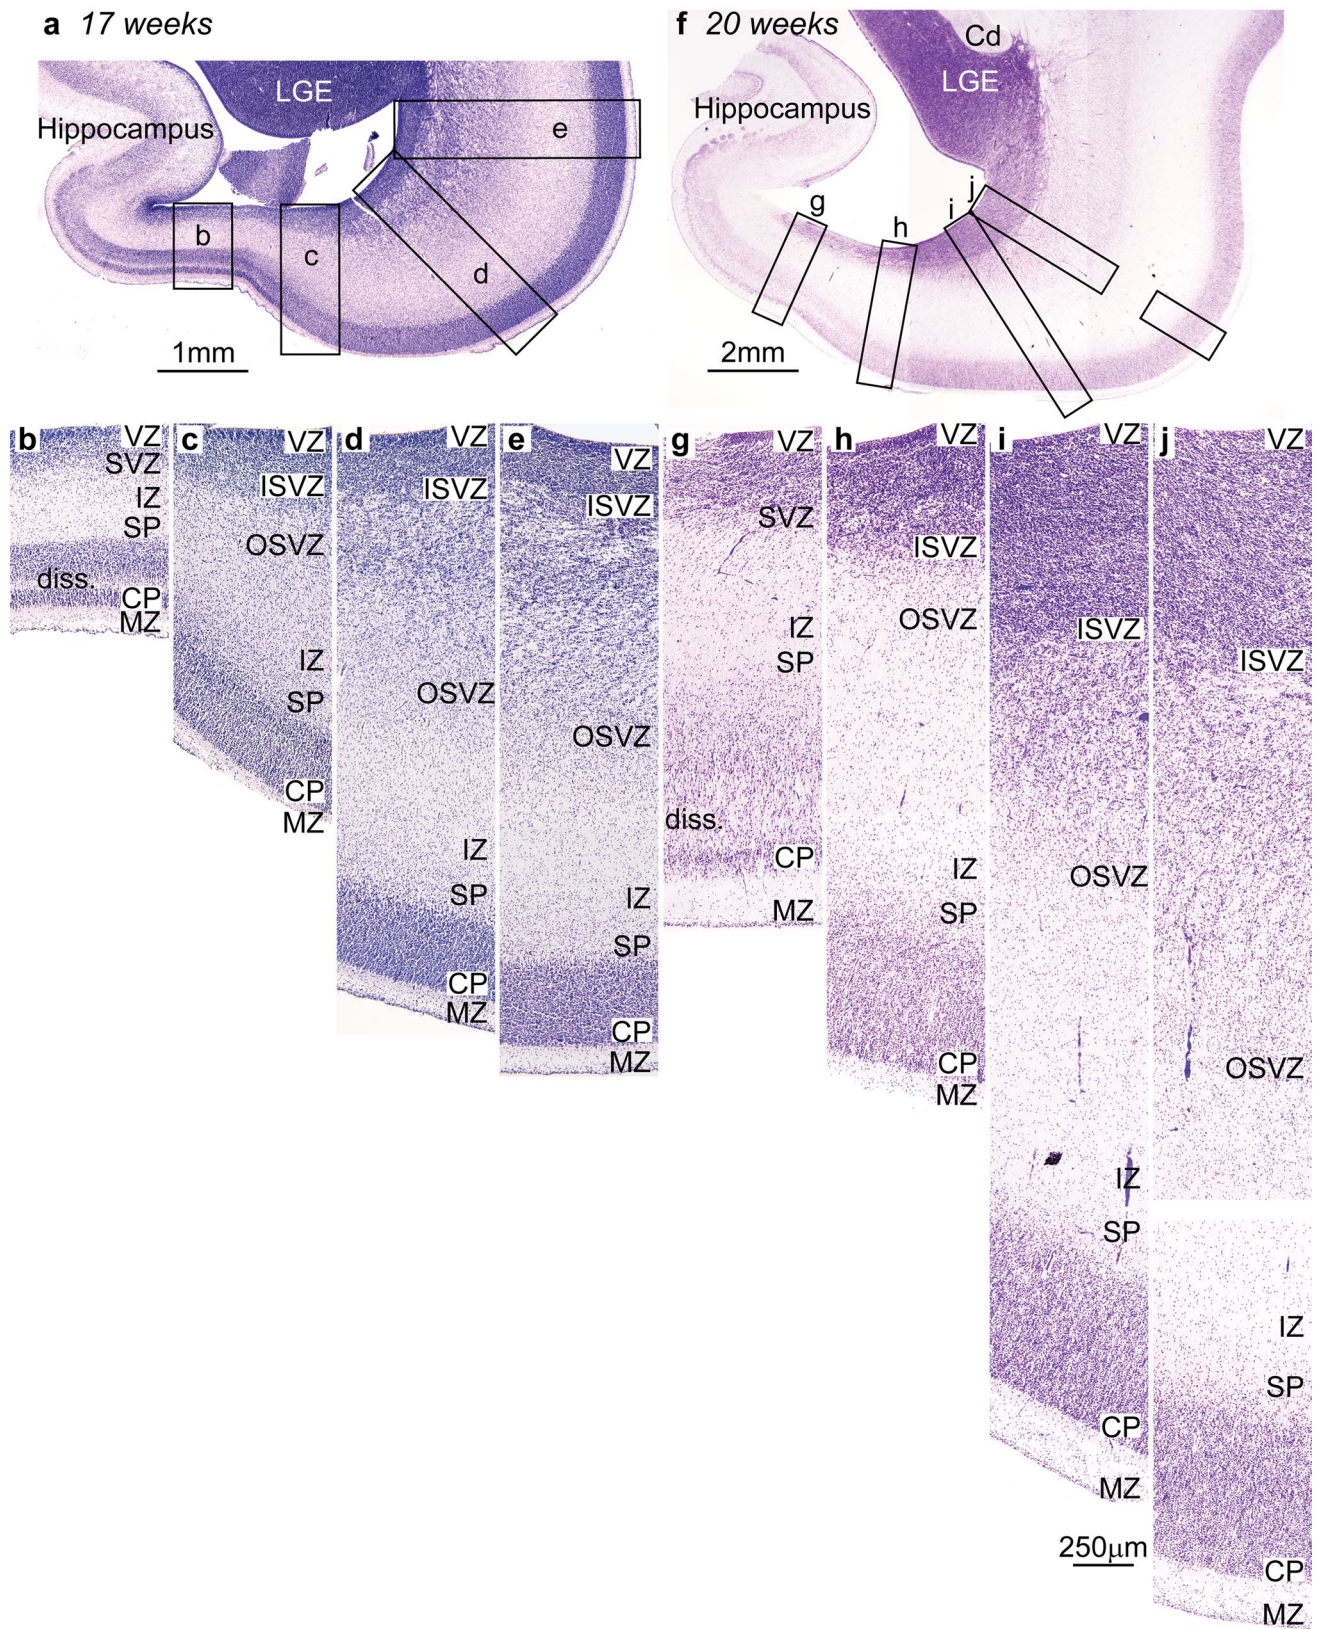 a 17 weeks
LGE
Hippocampus
e
b
c
d
1mm
f 20 weeks
Cd
LGE
Hippocampus
g
h
i
j
2mm
b
VZ
SVZ
IZ
SP
diss.
CP
MZ
c
VZ
ISVZ
OSVZ
IZ
SP
CP
MZ
d
VZ
ISVZ
OSVZ
IZ
SP
CP
MZ
e
VZ
ISVZ
OSVZ
IZ
SP
CP
MZ
g
VZ
SVZ
IZ
SP
diss.
CP
MZ
h
VZ
ISVZ
OSVZ
IZ
SP
CP
MZ
i
VZ
ISVZ
OSVZ
IZ
SP
CP
MZ
250µm
j
VZ
ISVZ
OSVZ
IZ
SP
CP
MZ